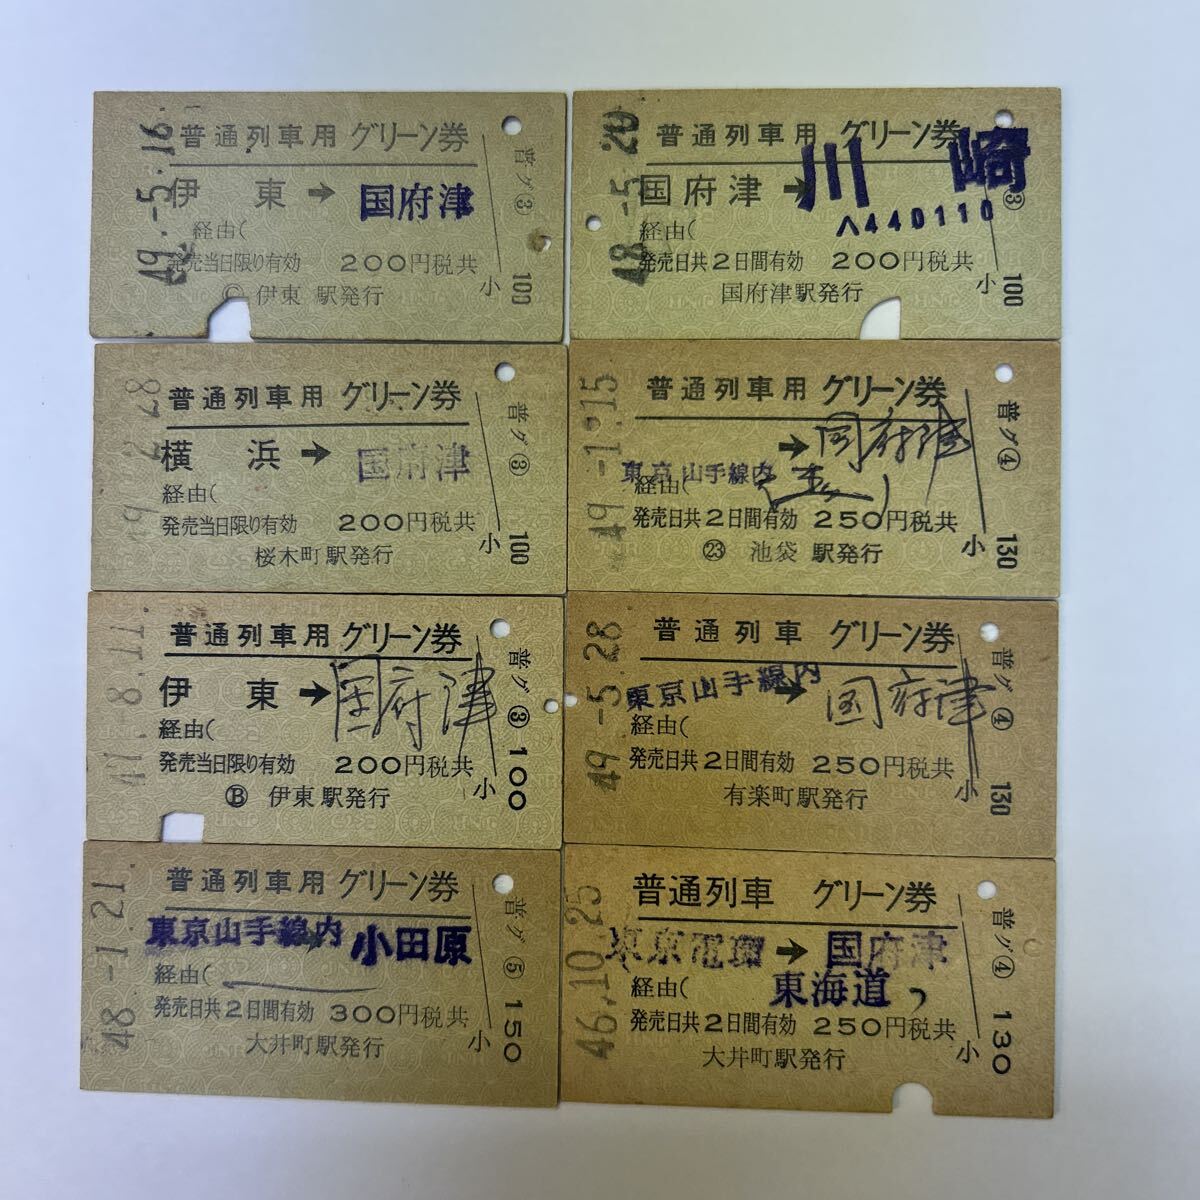 49.-5.16
普通列車用 グリーン券
伊 東 → 国府津
経由(
発売当日限り有効 200円税共
Ⓒ 伊東 駅発行
普グ③
小 100
48.-5.20
普通列車用 グリーン券
国府津 → 川 崎
ヘ440110
経由(
発売日共2日間有効 200円税共
国府津駅発行
③
小 100
普通列車用 グリーン券
横 浜 → 国府津
経由(
発売当日限り有効 200円税共
桜木町駅発行
普グ③
小 100
49.-1.15
普通列車用 グリーン券
東京山手線内 → 国府津
経由(
発売日共2日間有効 250円税共
㉓ 池袋 駅発行
普グ④
小 130
47.-8.11
普通列車用 グリーン券
伊 東 → 国府津
経由(
発売当日限り有効 200円税共
Ⓑ 伊東駅発行
普グ③
小 100
49.-5.28
普通列車 グリーン券
東京山手線内 → 国府津
経由(
発売日共2日間有効 250円税共
有楽町駅発行
普グ④
小 130
48.-1.21.
普通列車用 グリーン券
東京山手線内 小田原
経由(
発売日共2日間有効 300円税共
大井町駅発行
普グ⑤
小 150
46.10.25
普通列車 グリーン券
東京電環 → 国府津
経由( 東海道 )
発売日共2日間有効 250円税共
大井町駅発行
普グ④
小 130